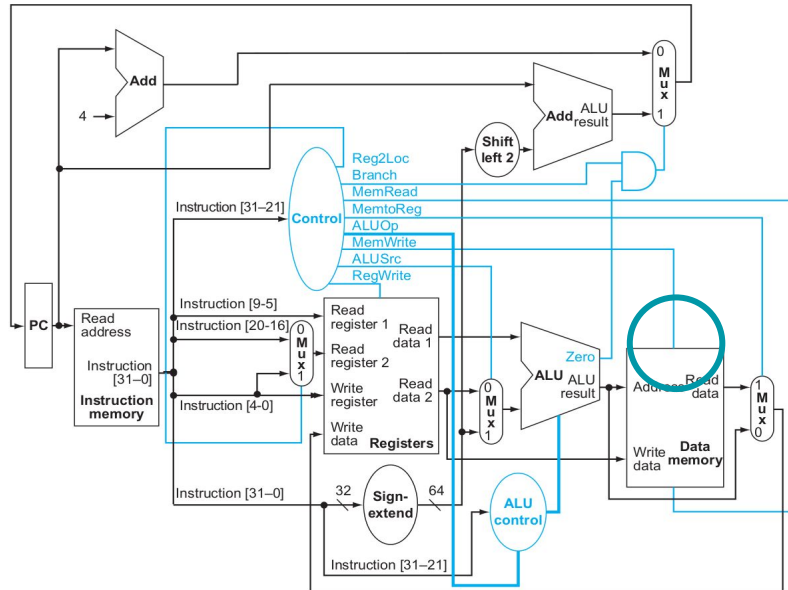 Add
4
0
Mux
1
Add ALU
result
Shift
left 2
Reg2Loc
Branch
MemRead
MemtoReg
ALUOp
MemWrite
ALUSrc
RegWrite
Control
Instruction [31–21]
PC
Read
address
Instruction
[31–0]
Instruction
memory
Instruction [9-5]
Instruction [20-16]
Instruction [4-0]
0
Mux
1
Read
register 1
Read
register 2
Write
register
Write
data
Read
data 1
Read
data 2
Registers
0
Mux
1
Zero
ALU
ALU
result
Address
Read
data
Write
data
Data
memory
1
Mux
0
Instruction [31–0]
32
Sign-
extend
64
ALU
control
Instruction [31–21]